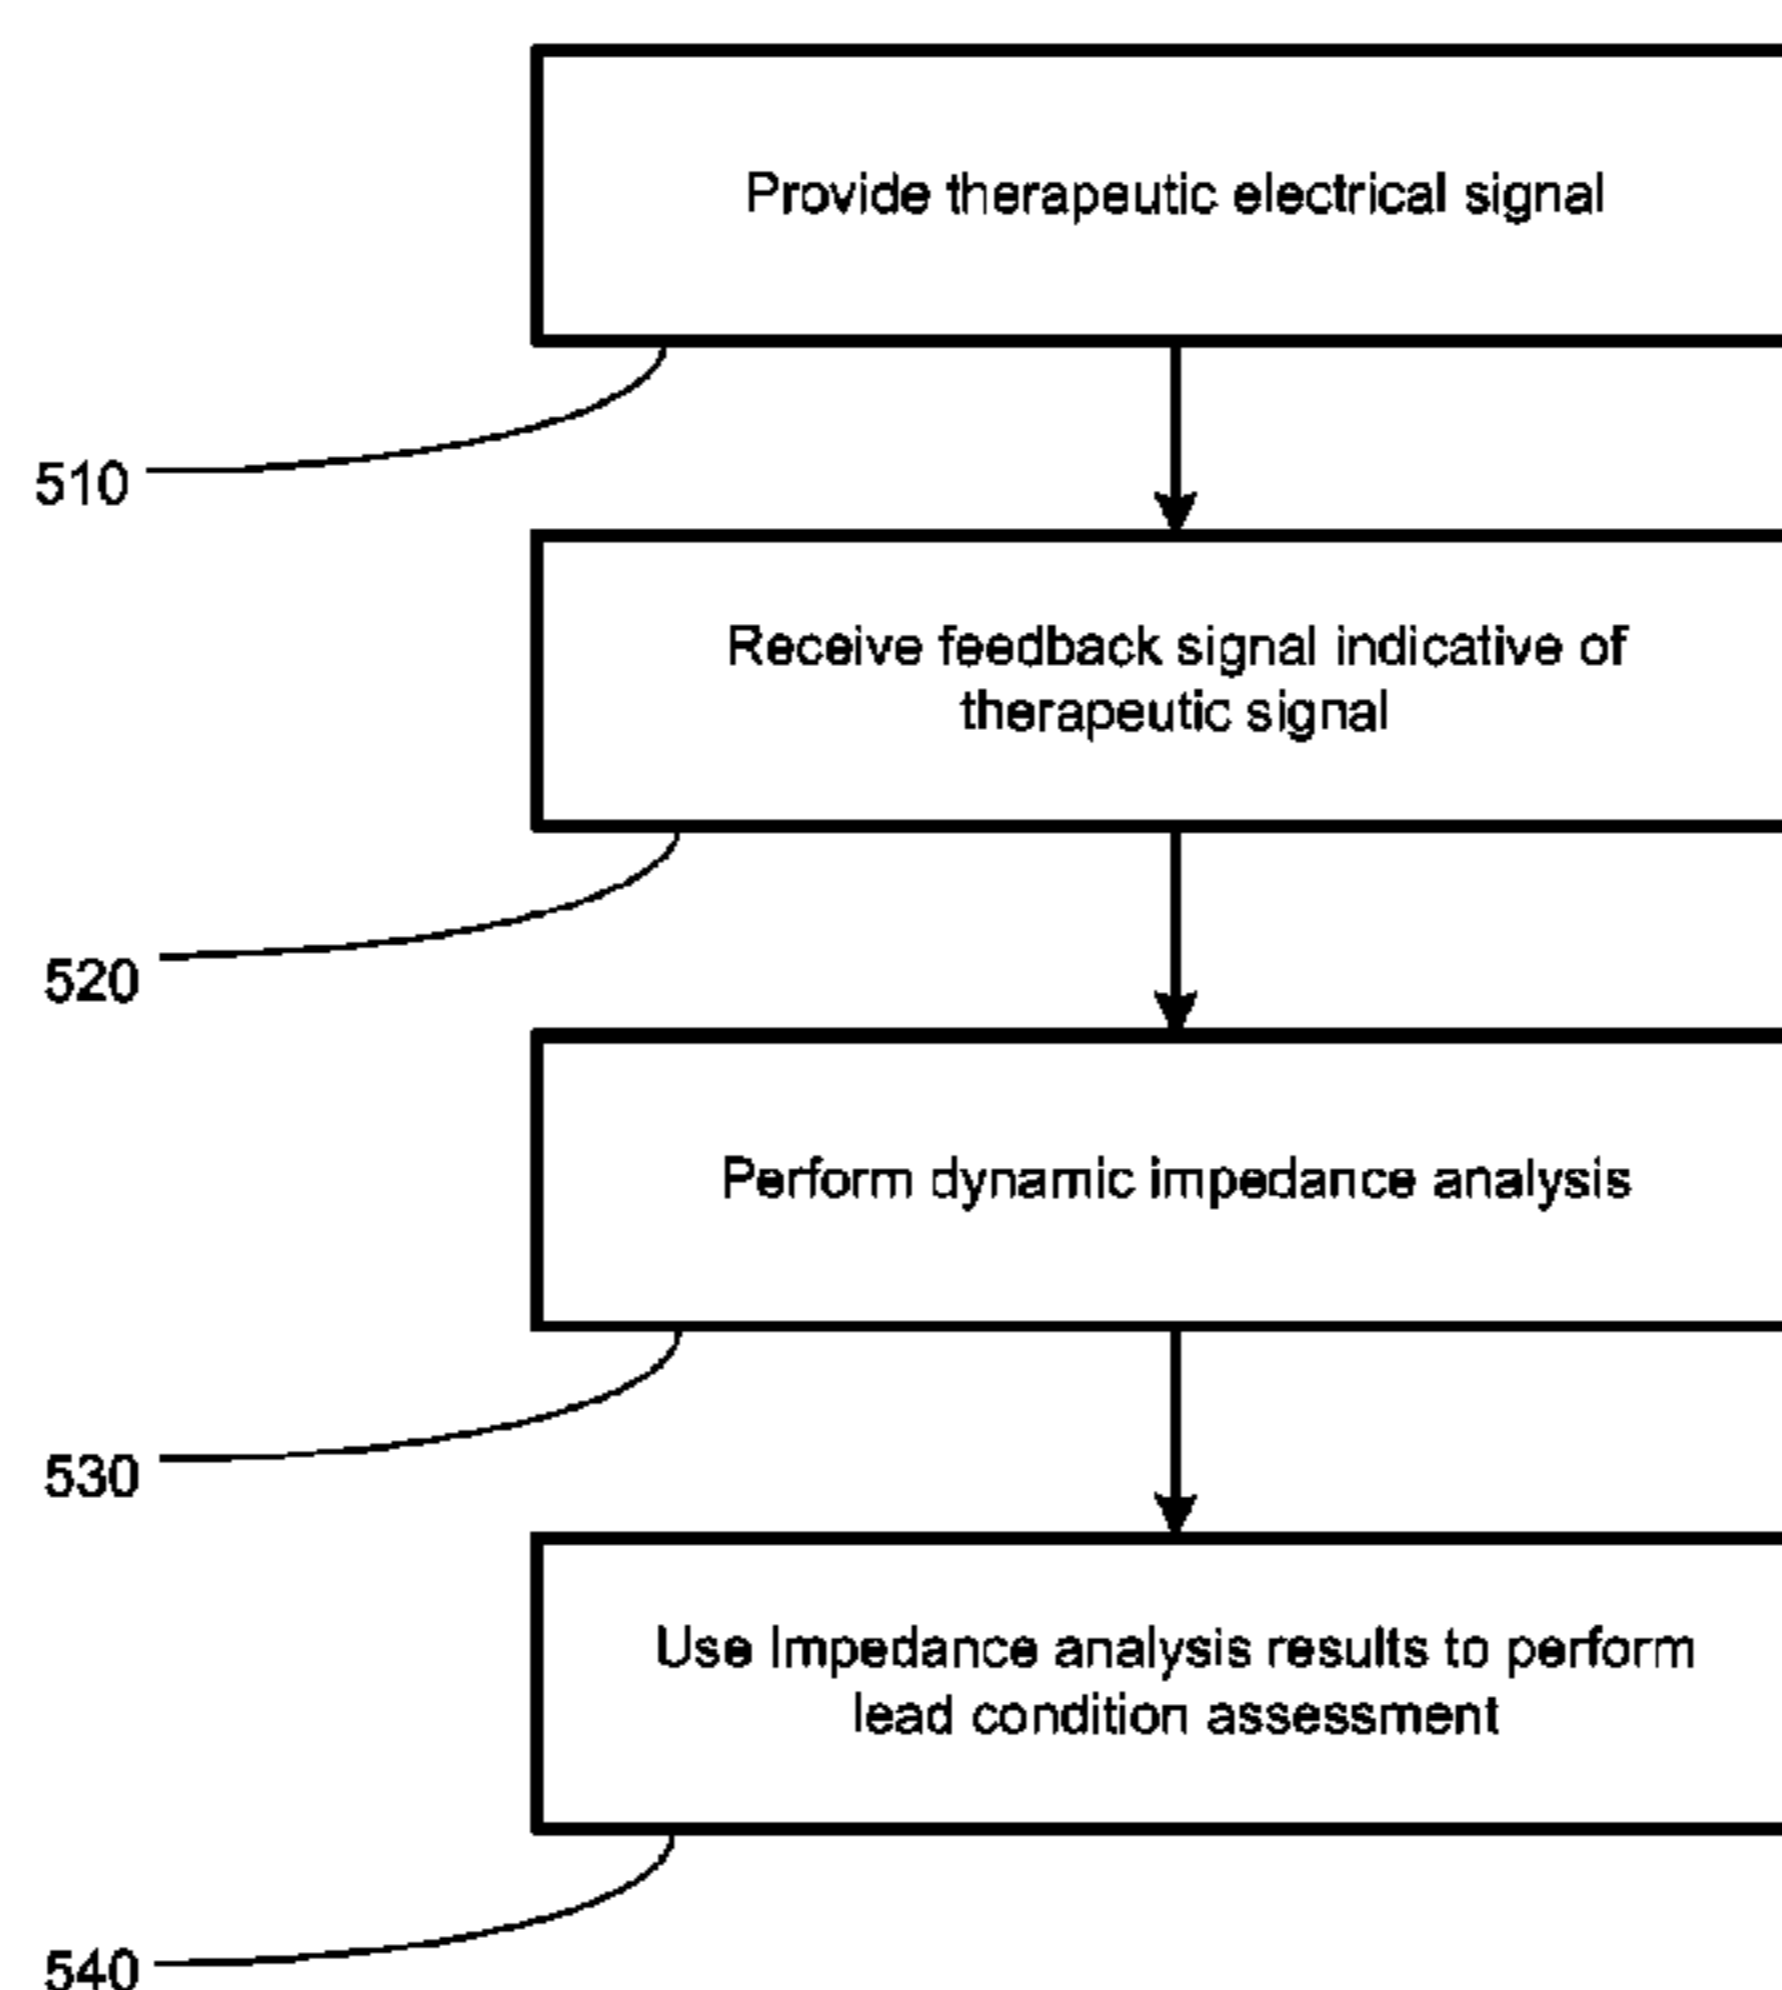 Provide therapeutic electrical signal
510
Receive feedback signal indicative of
therapeutic signal
520
Perform dynamic impedance analysis
530
Use Impedance analysis results to perform
lead condition assessment
540